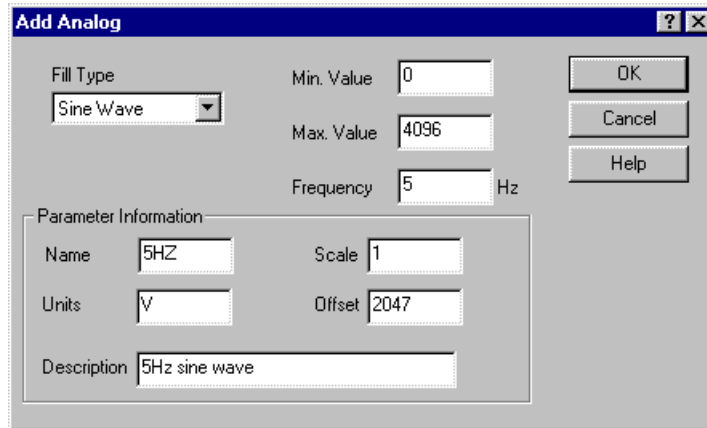 Add Analog
Fill Type
Sine Wave
Min. Value 0
Max. Value 4096
Frequency 5 Hz
OK
Cancel
Help
Parameter Information
Name 5HZ Scale 1
Units V Offset 2047
Description 5Hz sine wave